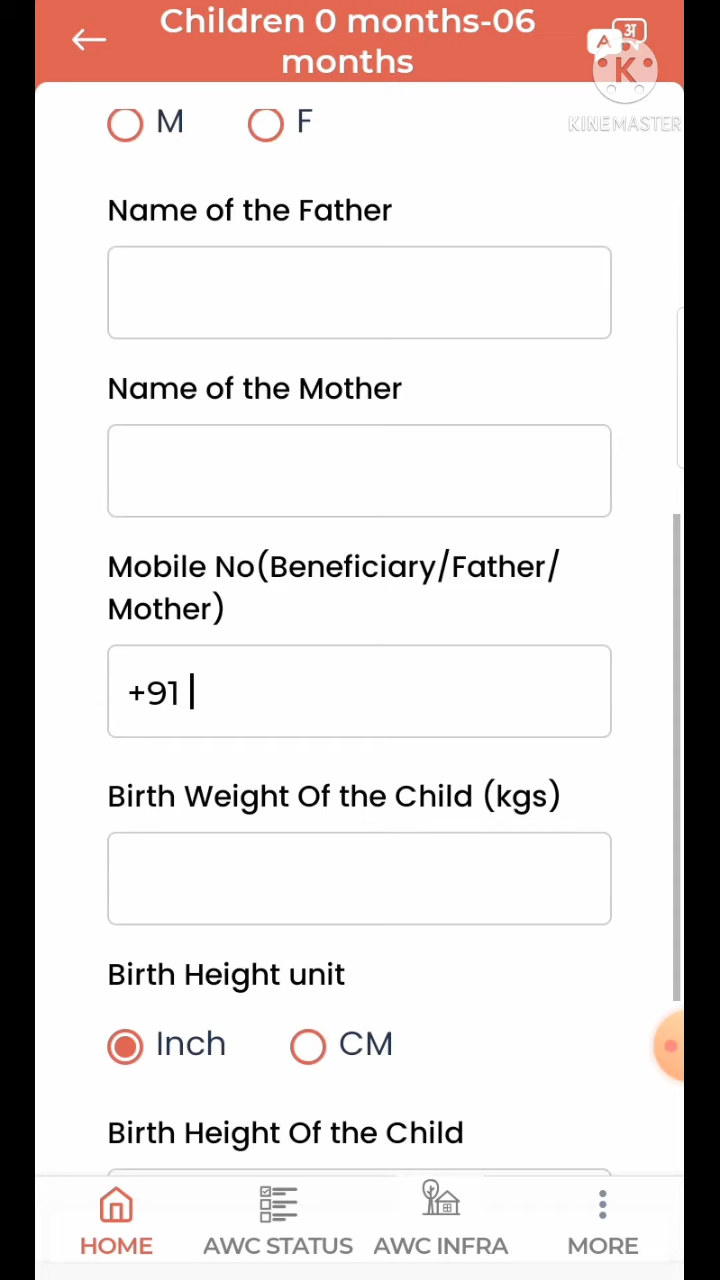 Children 0 months-06
months
A अ
K
KINEMASTER
M F
Name of the Father
Name of the Mother
Mobile No(Beneficiary/Father/
Mother)
+91
Birth Weight Of the Child (kgs)
Birth Height unit
Inch CM
Birth Height Of the Child
HOME AWC STATUS AWC INFRA MORE